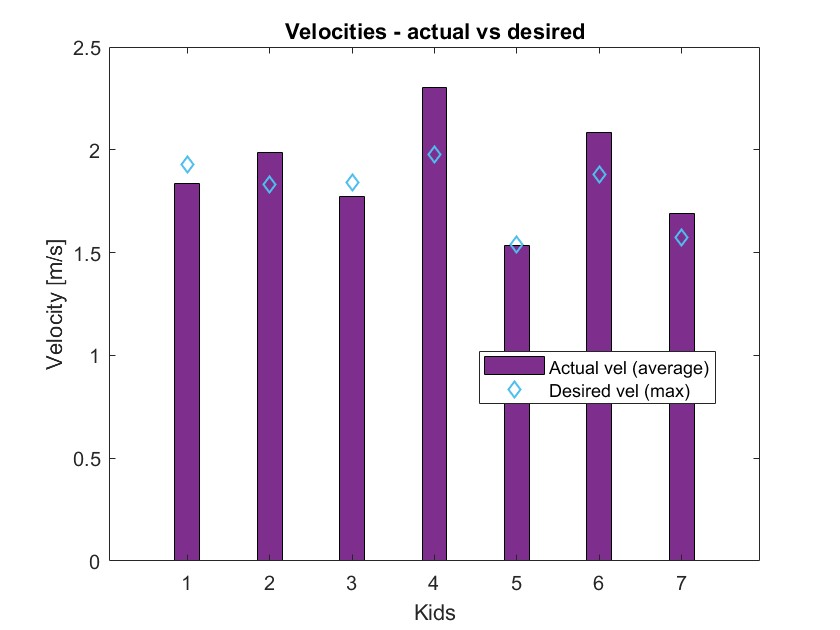 Velocities - actual vs desired
2.5
2
1.5
1
0.5
0
Velocity [m/s]
Actual vel (average)
Desired vel (max)
1 2 3 4 5 6 7
Kids